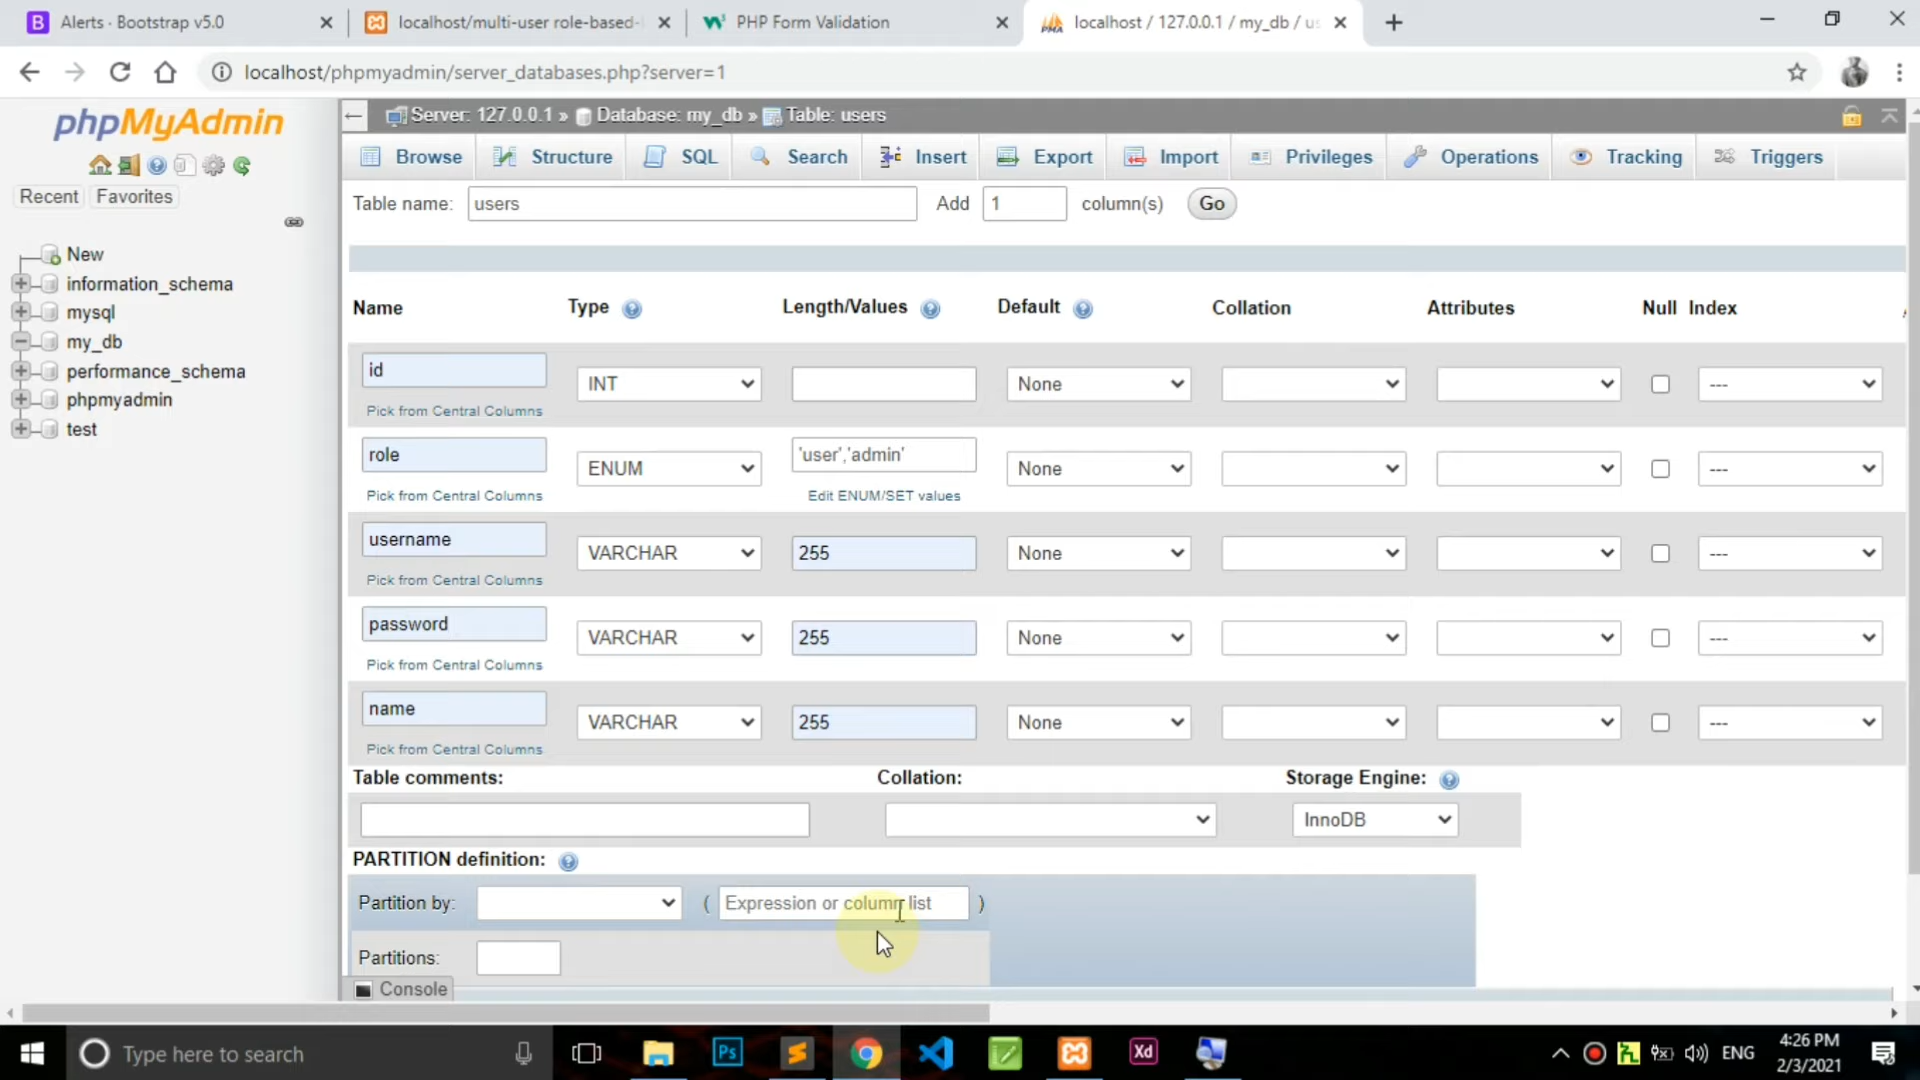 Alerts · Bootstrap v5.0
localhost/multi-user role-based-
PHP Form Validation
localhost / 127.0.0.1 / my_db / us
localhost/phpmyadmin/server_databases.php?server=1
phpMyAdmin
Recent Favorites
New
information_schema
mysql
my_db
performance_schema
phpmyadmin
test
Server: 127.0.0.1 » Database: my_db » Table: users
Browse Structure SQL Search Insert Export Import Privileges Operations Tracking Triggers
Table name: users Add 1 column(s) Go
Name Type Length/Values Default Collation Attributes Null Index
id INT None ---
Pick from Central Columns
role ENUM 'user','admin' None ---
Pick from Central Columns Edit ENUM/SET values
username VARCHAR 255 None ---
Pick from Central Columns
password VARCHAR 255 None ---
Pick from Central Columns
name VARCHAR 255 None ---
Pick from Central Columns
Table comments: Collation: Storage Engine:
InnoDB
PARTITION definition:
Partition by: ( Expression or column list )
Partitions:
Console
Type here to search
Ps
Xd
ENG
4:26 PM
2/3/2021